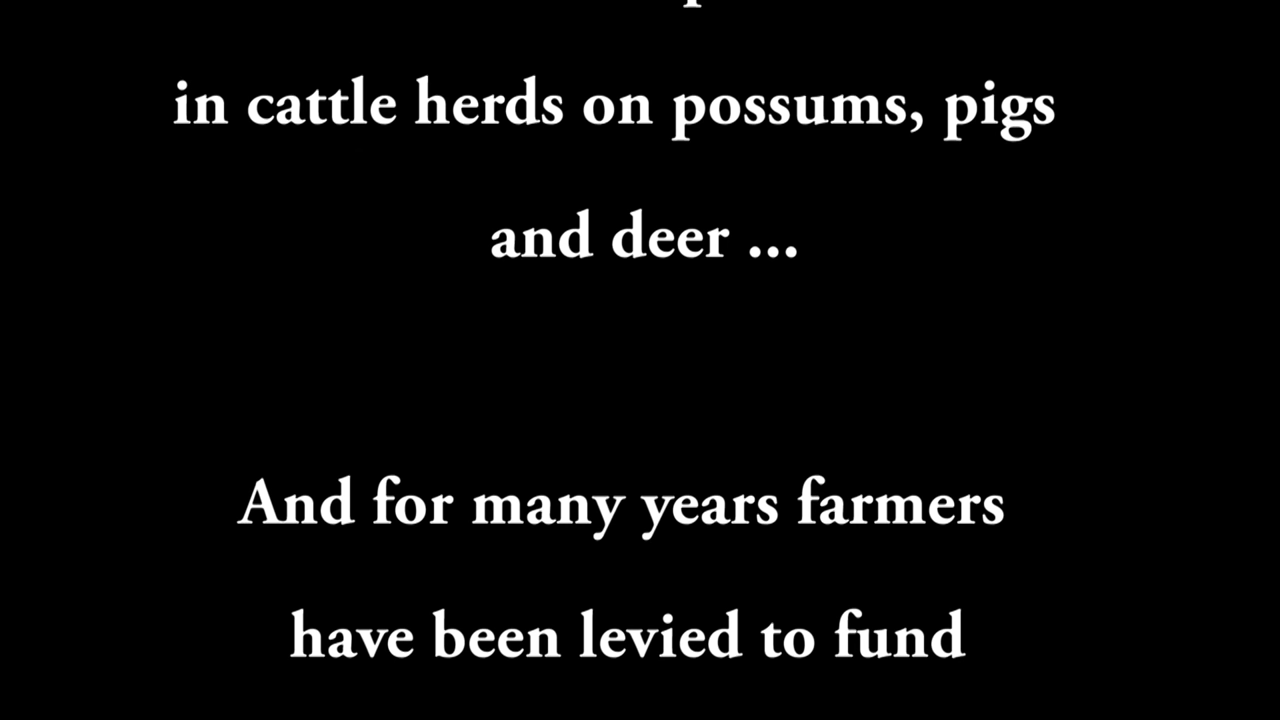 in cattle herds on possums, pigs
and deer ...
And for many years farmers
have been levied to fund